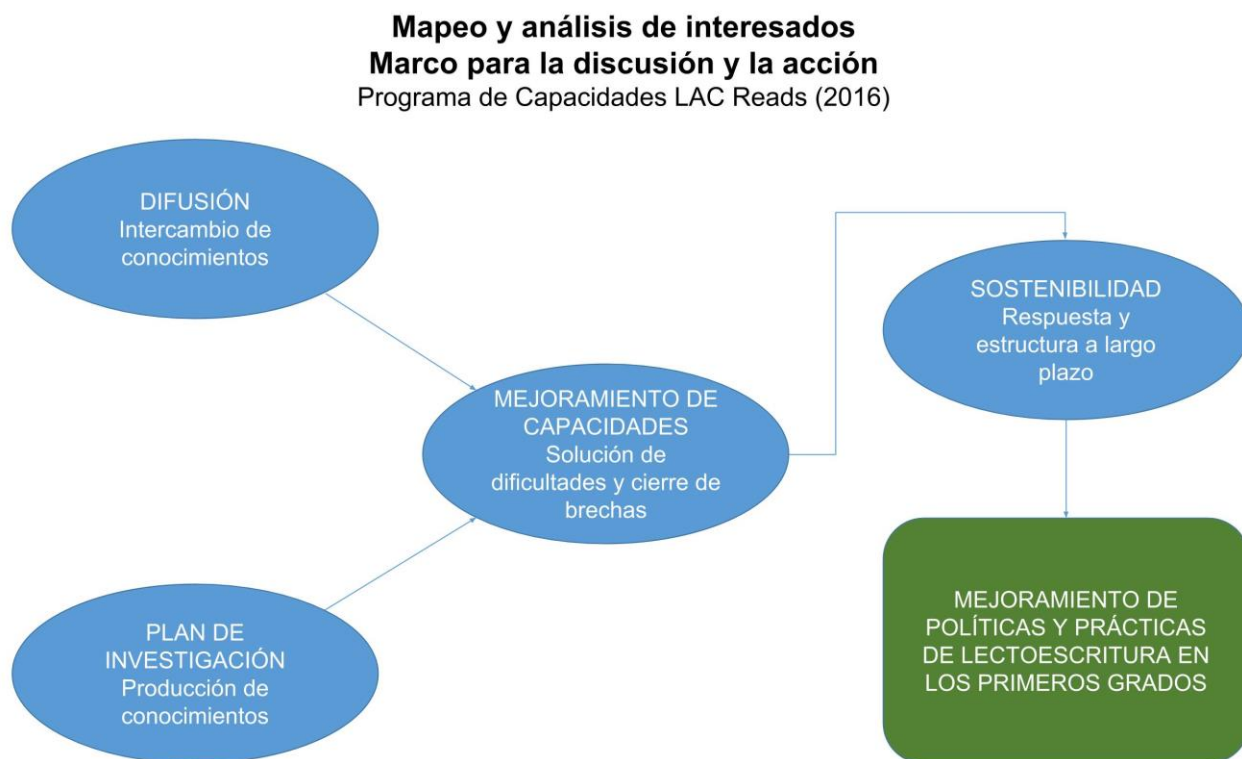 Mapeo y análisis de interesados
Marco para la discusión y la acción
Programa de Capacidades LAC Reads (2016)
DIFUSIÓN
Intercambio de
conocimientos
PLAN DE
INVESTIGACIÓN
Producción de
conocimientos
MEJORAMIENTO DE
CAPACIDADES
Solución de
dificultades y cierre de
brechas
SOSTENIBILIDAD
Respuesta y
estructura a largo
plazo
MEJORAMIENTO DE
POLÍTICAS Y PRÁCTICAS
DE LECTOESCRITURA EN
LOS PRIMEROS GRADOS